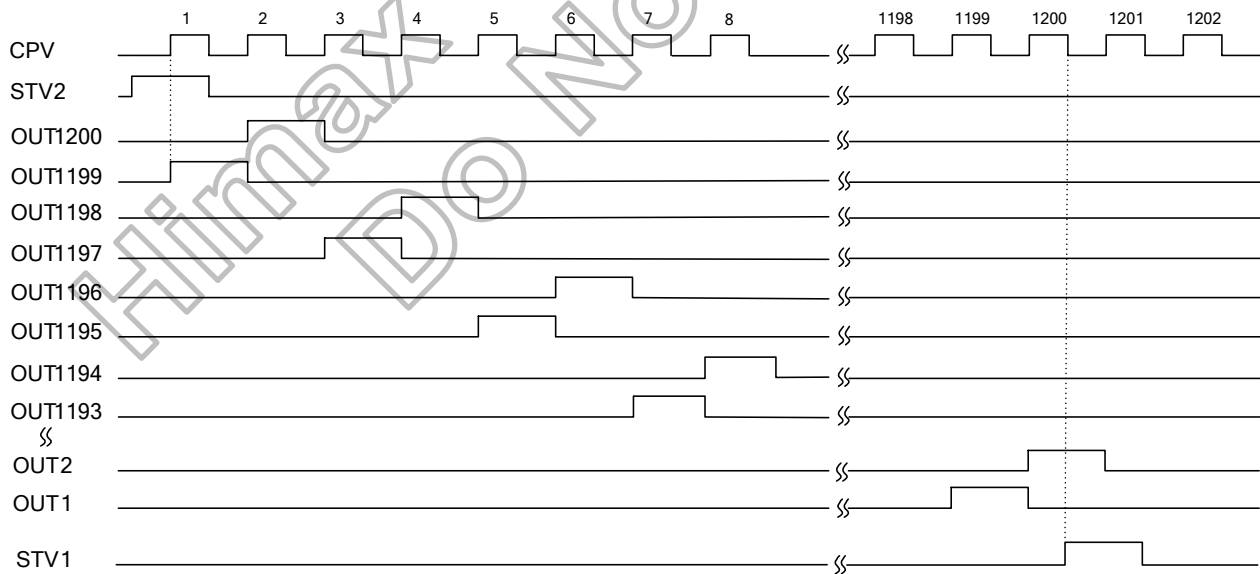 1 2 3 4 5 6 7 8 1198 1199 1200 1201 1202
CPV
STV2
OUT1200
OUT1199
OUT1198
OUT1197
OUT1196
OUT1195
OUT1194
OUT1193
OUT2
OUT1
STV1
Himax
Do No